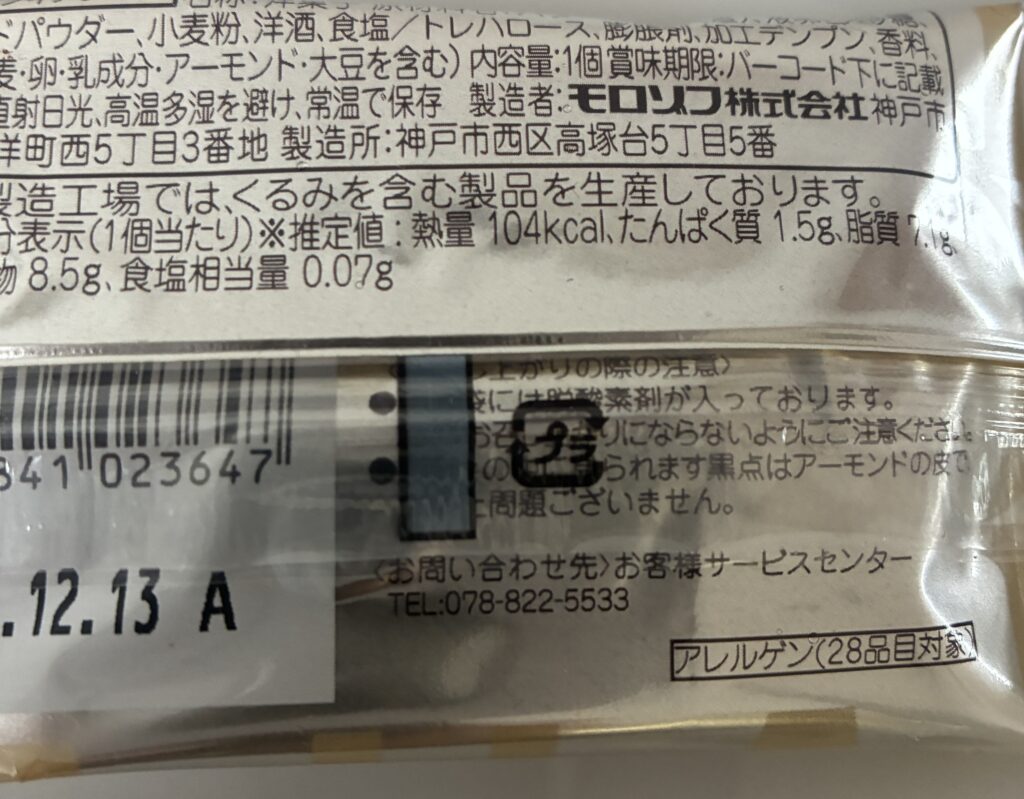 ドパウダー、小麦粉、洋酒、食塩／トレハロース、膨脹剤、加工デンプン、香料、
麦・卵・乳成分・アーモンド・大豆を含む) 内容量:1個 賞味期限:バーコード下に記載
直射日光、高温多湿を避け、常温で保存 製造者:モロゾフ株式会社 神戸市
洋町西5丁目3番地 製造所:神戸市西区高塚台5丁目5番
製造工場では、くるみを含む製品を生産しております。
分表示(1個当たり)※推定値:熱量 104kcal、たんぱく質 1.5g、脂質 7.1g、
物 8.5g、食塩相当量 0.07g
上がりの際の注意〉
袋には脱酸素剤が入っております。
りにならないようにご注意ください。
られます黒点はアーモンドの皮で
問題ございません。
プラ
841 023647
.12.13 A
〈お問い合わせ先〉お客様サービスセンター
TEL:078-822-5533
アレルゲン(28品目対象)